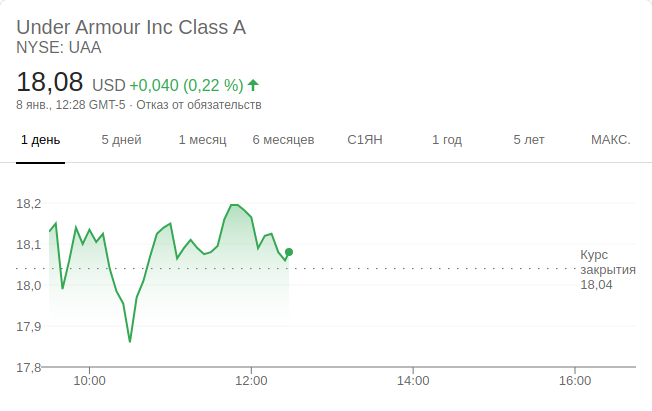 Under Armour Inc Class A
NYSE: UAA
18,08 USD +0,040 (0,22 %)
8 янв., 12:28 GMT-5 · Отказ от обязательств
1 день 5 дней 1 месяц 6 месяцев С1ЯН 1 год 5 лет МАКС.
18,2
18,1
18,0
17,9
17,8
Курс
закрытия
18,04
10:00 12:00 14:00 16:00